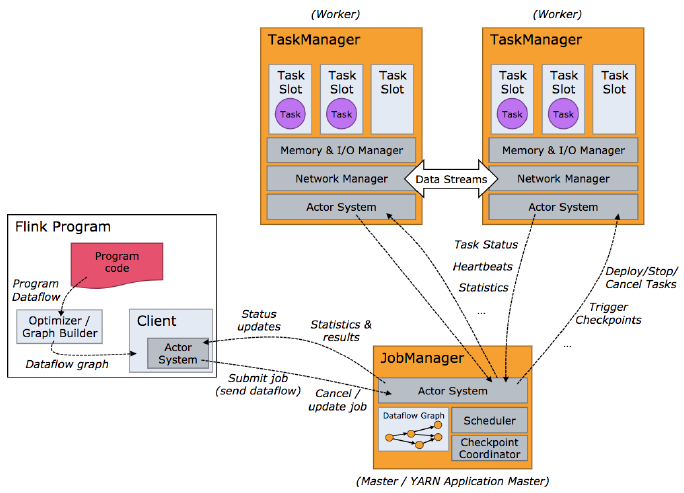 (Worker)
(Worker)
TaskManager
TaskManager
Task
Slot
Task
Task
Slot
Task
Task
Slot
Task
Slot
Task
Task
Slot
Task
Task
Slot
Memory & I/O Manager
Memory & I/O Manager
Network Manager
Data Streams
Network Manager
Actor System
Actor System
Flink Program
Program
code
Program
Dataflow
Optimizer /
Graph Builder
Dataflow graph
Client
Actor
System
Task Status
Heartbeats
Statistics
...
Deploy/Stop/
Cancel Tasks
Trigger
Checkpoints
...
Status
updates
Statistics &
results
Submit job
(send dataflow)
Cancel /
update job
JobManager
Actor System
Dataflow Graph
Scheduler
Checkpoint
Coordinator
(Master / YARN Application Master)